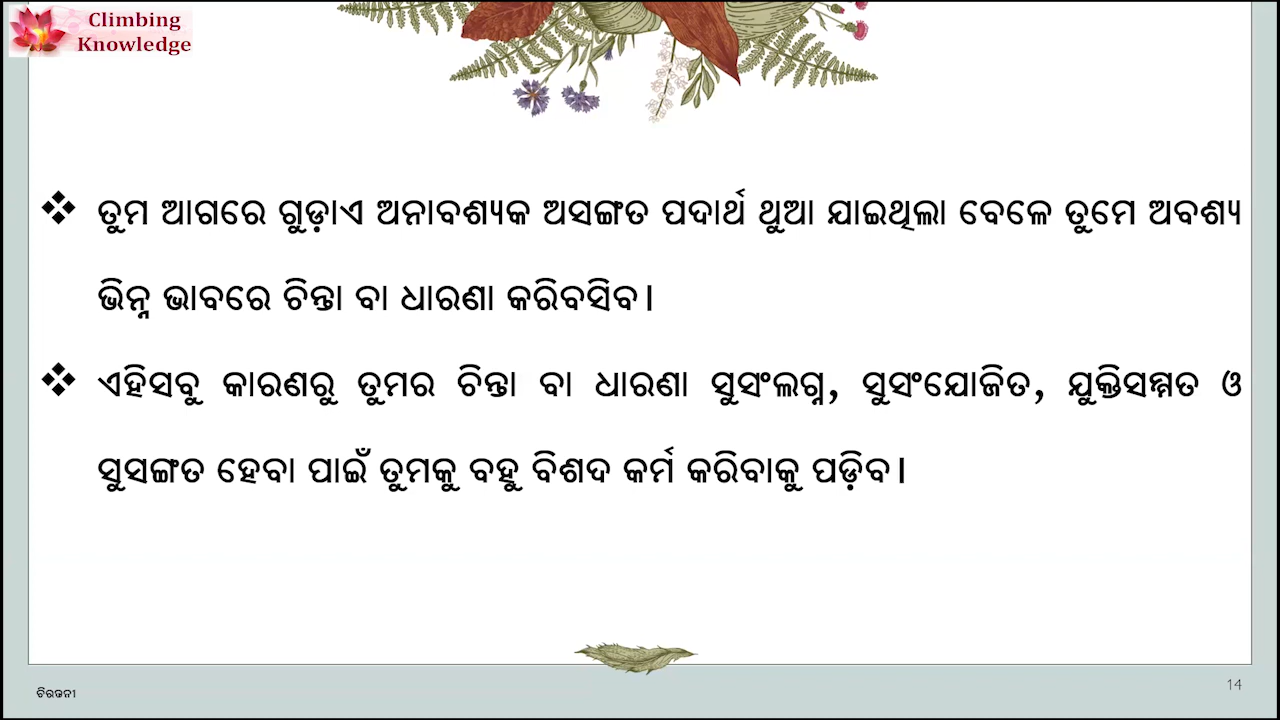 Climbing
Knowledge
❖ ତୁମ ଆଗରେ ଗୁଡ଼ାଏ ଅନାବଶ୍ୟକ ଅସଙ୍ଗତ ପଦାର୍ଥ ଥୁଆ ଯାଇଥିଲା ବେଳେ ତୁମେ ଅବଶ୍ୟ
ଭିନ୍ନ ଭାବରେ ଚିନ୍ତା ବା ଧାରଣା କରିବସିବ।
❖ ଏହିସବୁ କାରଣରୁ ତୁମର ଚିନ୍ତା ବା ଧାରଣା ସୁସଂଲଗ୍ନ, ସୁସଂଯୋଜିତ, ଯୁକ୍ତିସମ୍ମତ ଓ
ସୁସଙ୍ଗତ ହେବା ପାଇଁ ତୁମକୁ ବହୁ ବିଶଦ କର୍ମ କରିବାକୁ ପଡ଼ିବ।
ଚିରନ୍ତନୀ
14